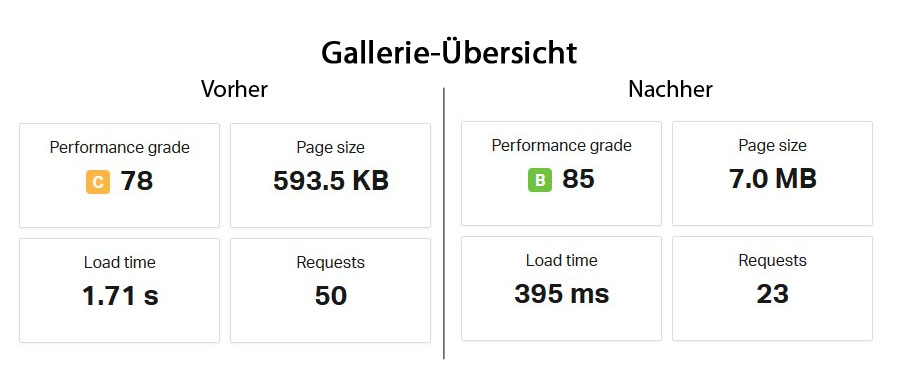 Gallerie-Übersicht
Vorher
Nachher
Performance grade
C 78
Page size
593.5 KB
Load time
1.71 s
Requests
50
Performance grade
B 85
Page size
7.0 MB
Load time
395 ms
Requests
23